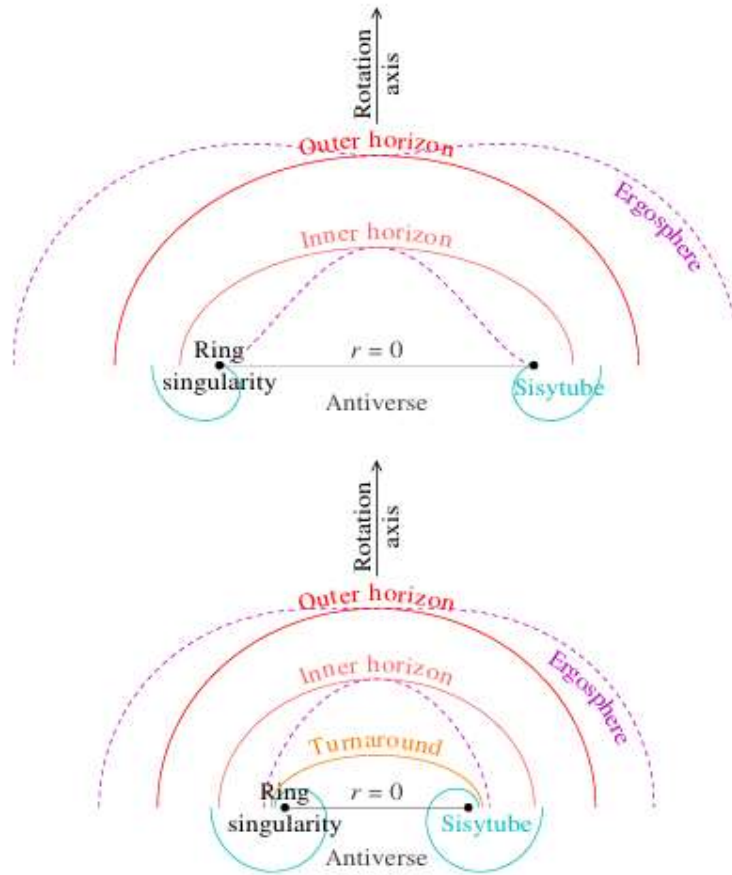 Rotation
axis
Outer horizon
Ergosphere
Inner horizon
Ring
singularity
r = 0
Sisytube
Antiverse
Rotation
axis
Outer horizon
Ergosphere
Inner horizon
Turnaround
Ring
singularity
r = 0
Sisytube
Antiverse